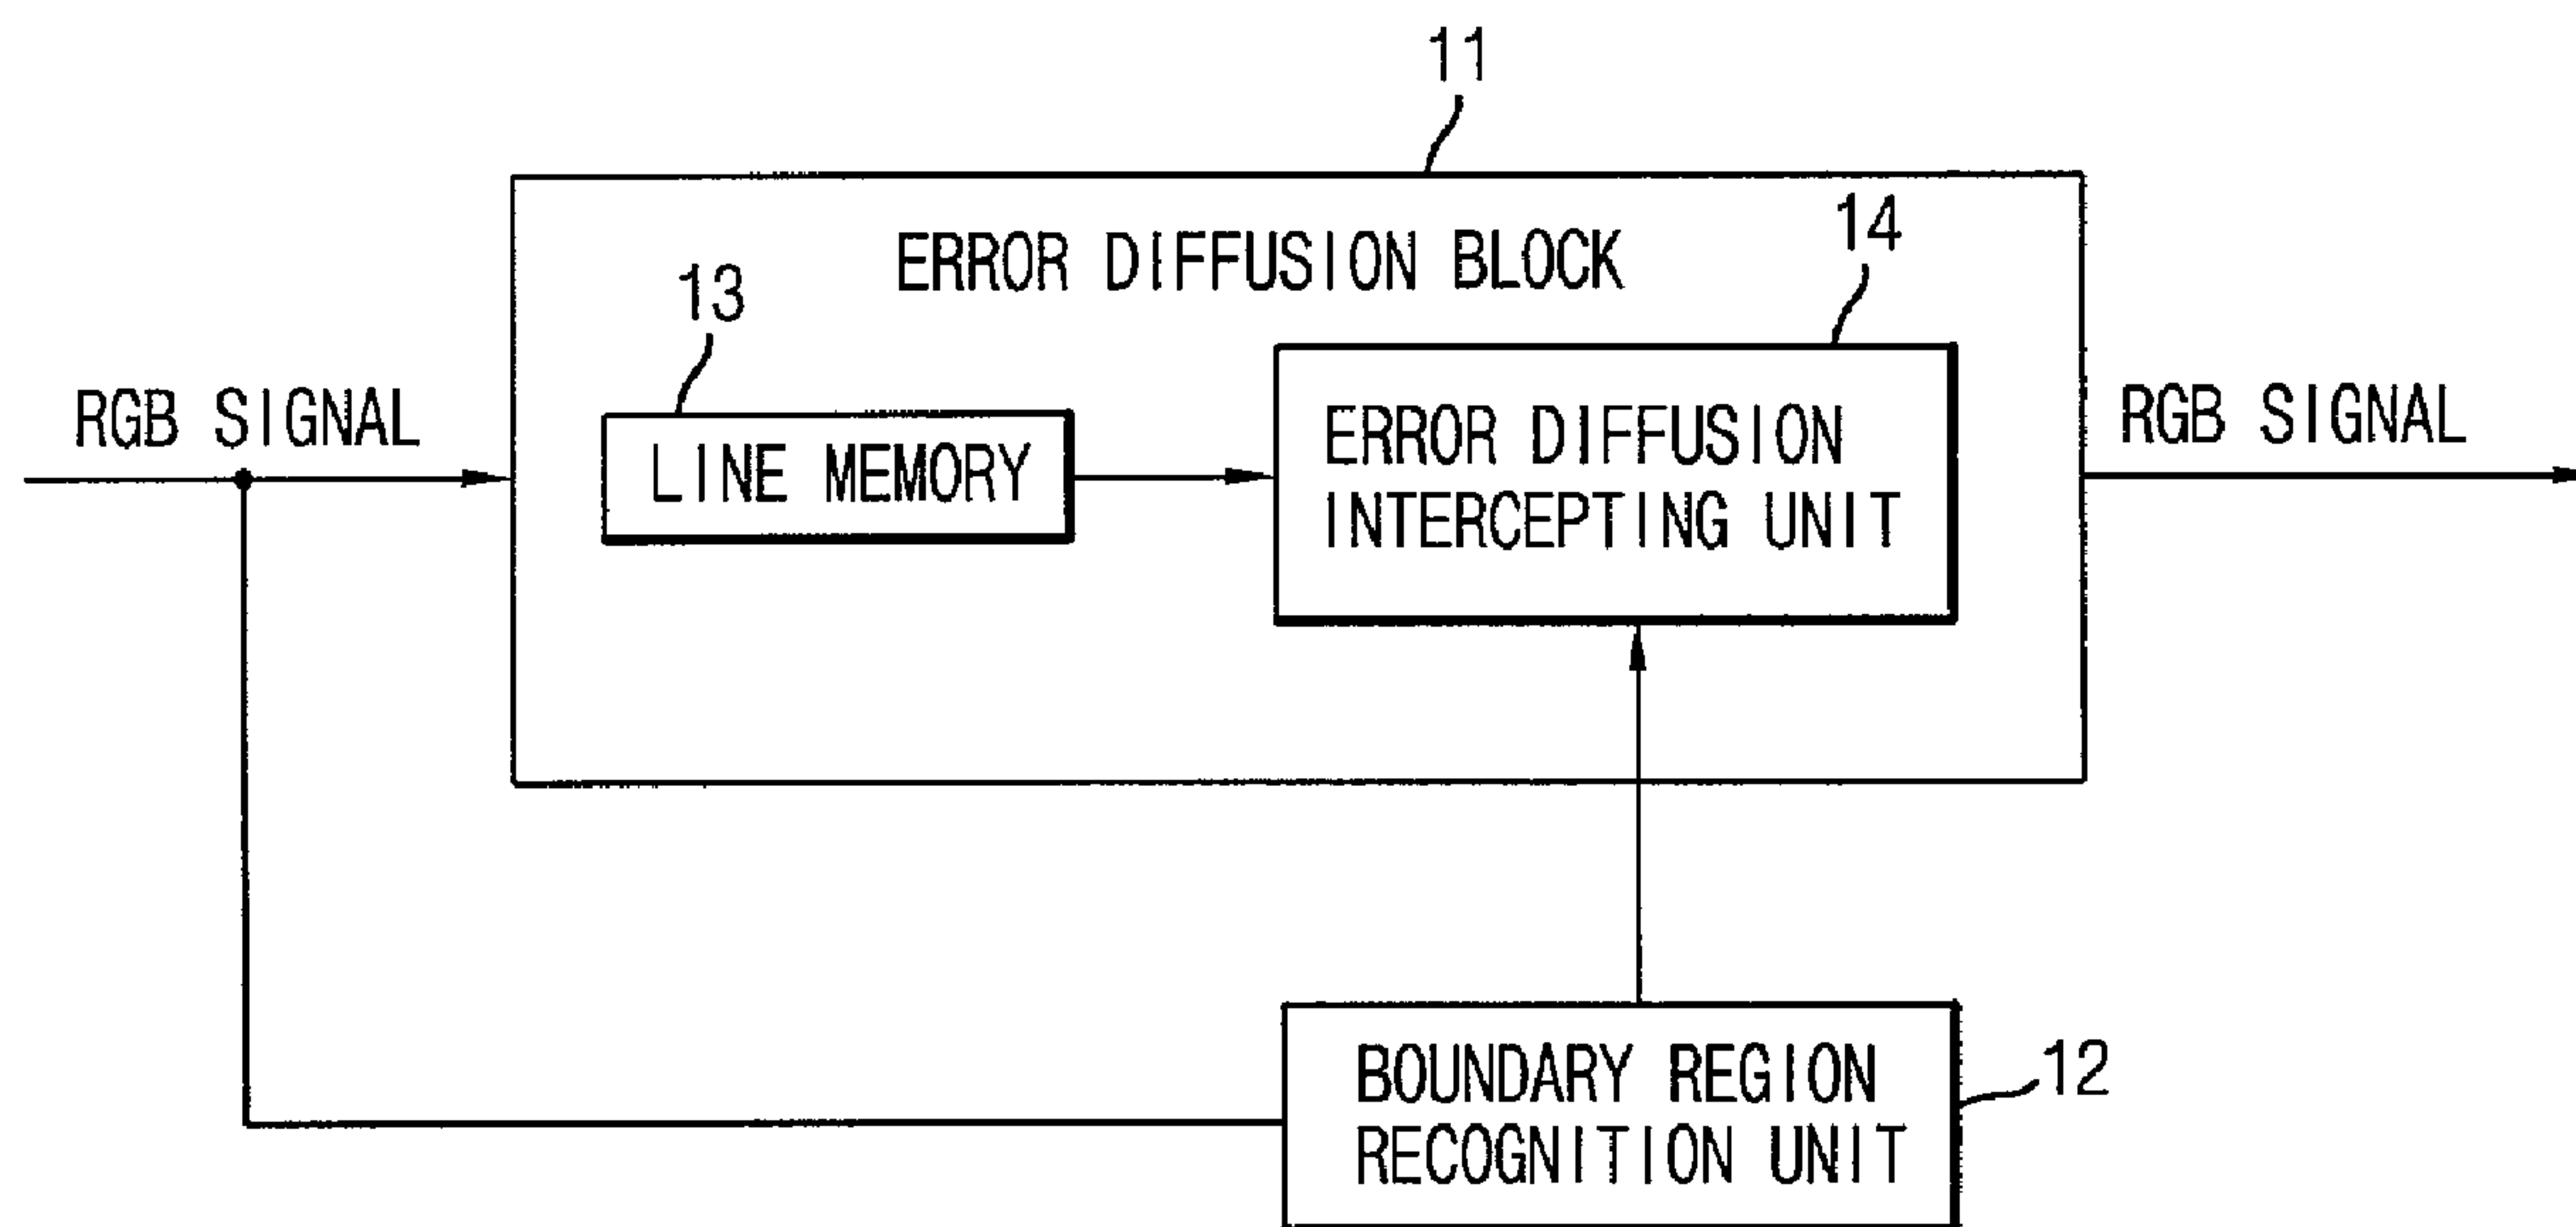 11
ERROR DIFFUSION BLOCK
14
13
RGB SIGNAL
LINE MEMORY
ERROR DIFFUSION
INTERCEPTING UNIT
RGB SIGNAL
BOUNDARY REGION
RECOGNITION UNIT
12